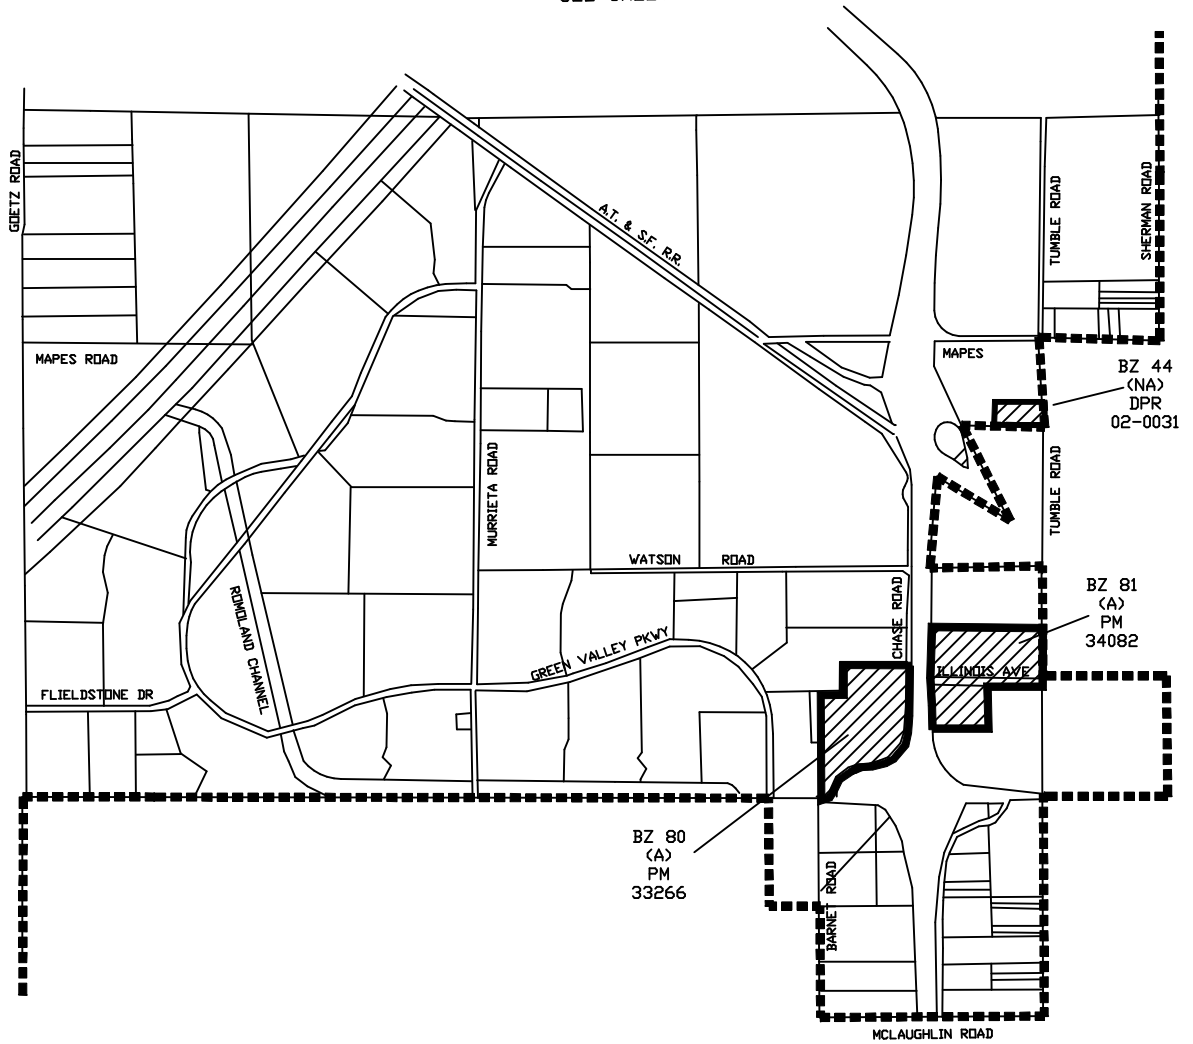 GOETZ ROAD
A.T. & S.F. R.R.
TUMBLE ROAD
SHERMAN ROAD
MAPES ROAD
MAPES
BZ 44
(NA)
DPR
02-0031
MURRIETA ROAD
TUMBLE ROAD
WATSON ROAD
ROMOLAND CHANNEL
CHASE ROAD
BZ 81
(A)
PM
34082
GREEN VALLEY PKWY
ILLINOIS AVE
FLIELDSTONE DR
BZ 80
(A)
PM
33266
BARNET ROAD
MCLAUGHLIN ROAD